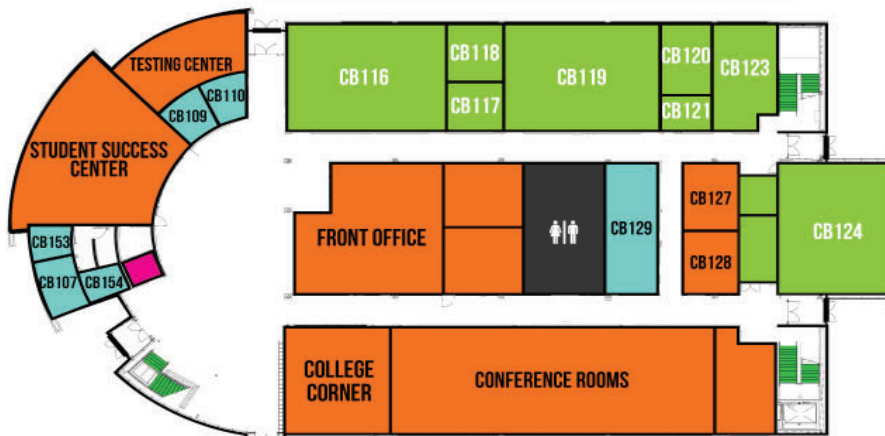 TESTING CENTER
CB110
CB109
STUDENT SUCCESS
CENTER
CB153
CB107
CB154
CB116
CB118
CB117
CB119
CB120
CB121
CB123
FRONT OFFICE
CB129
CB127
CB128
CB124
COLLEGE
CORNER
CONFERENCE ROOMS